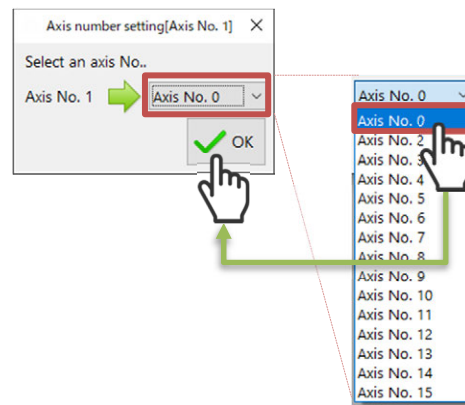 Axis number setting[Axis No. 1]
Select an axis No..
Axis No. 1
Axis No. 0
OK
Axis No. 0
Axis No. 0
Axis No. 2
Axis No. 3
Axis No. 4
Axis No. 5
Axis No. 6
Axis No. 7
Axis No. 8
Axis No. 9
Axis No. 10
Axis No. 11
Axis No. 12
Axis No. 13
Axis No. 14
Axis No. 15